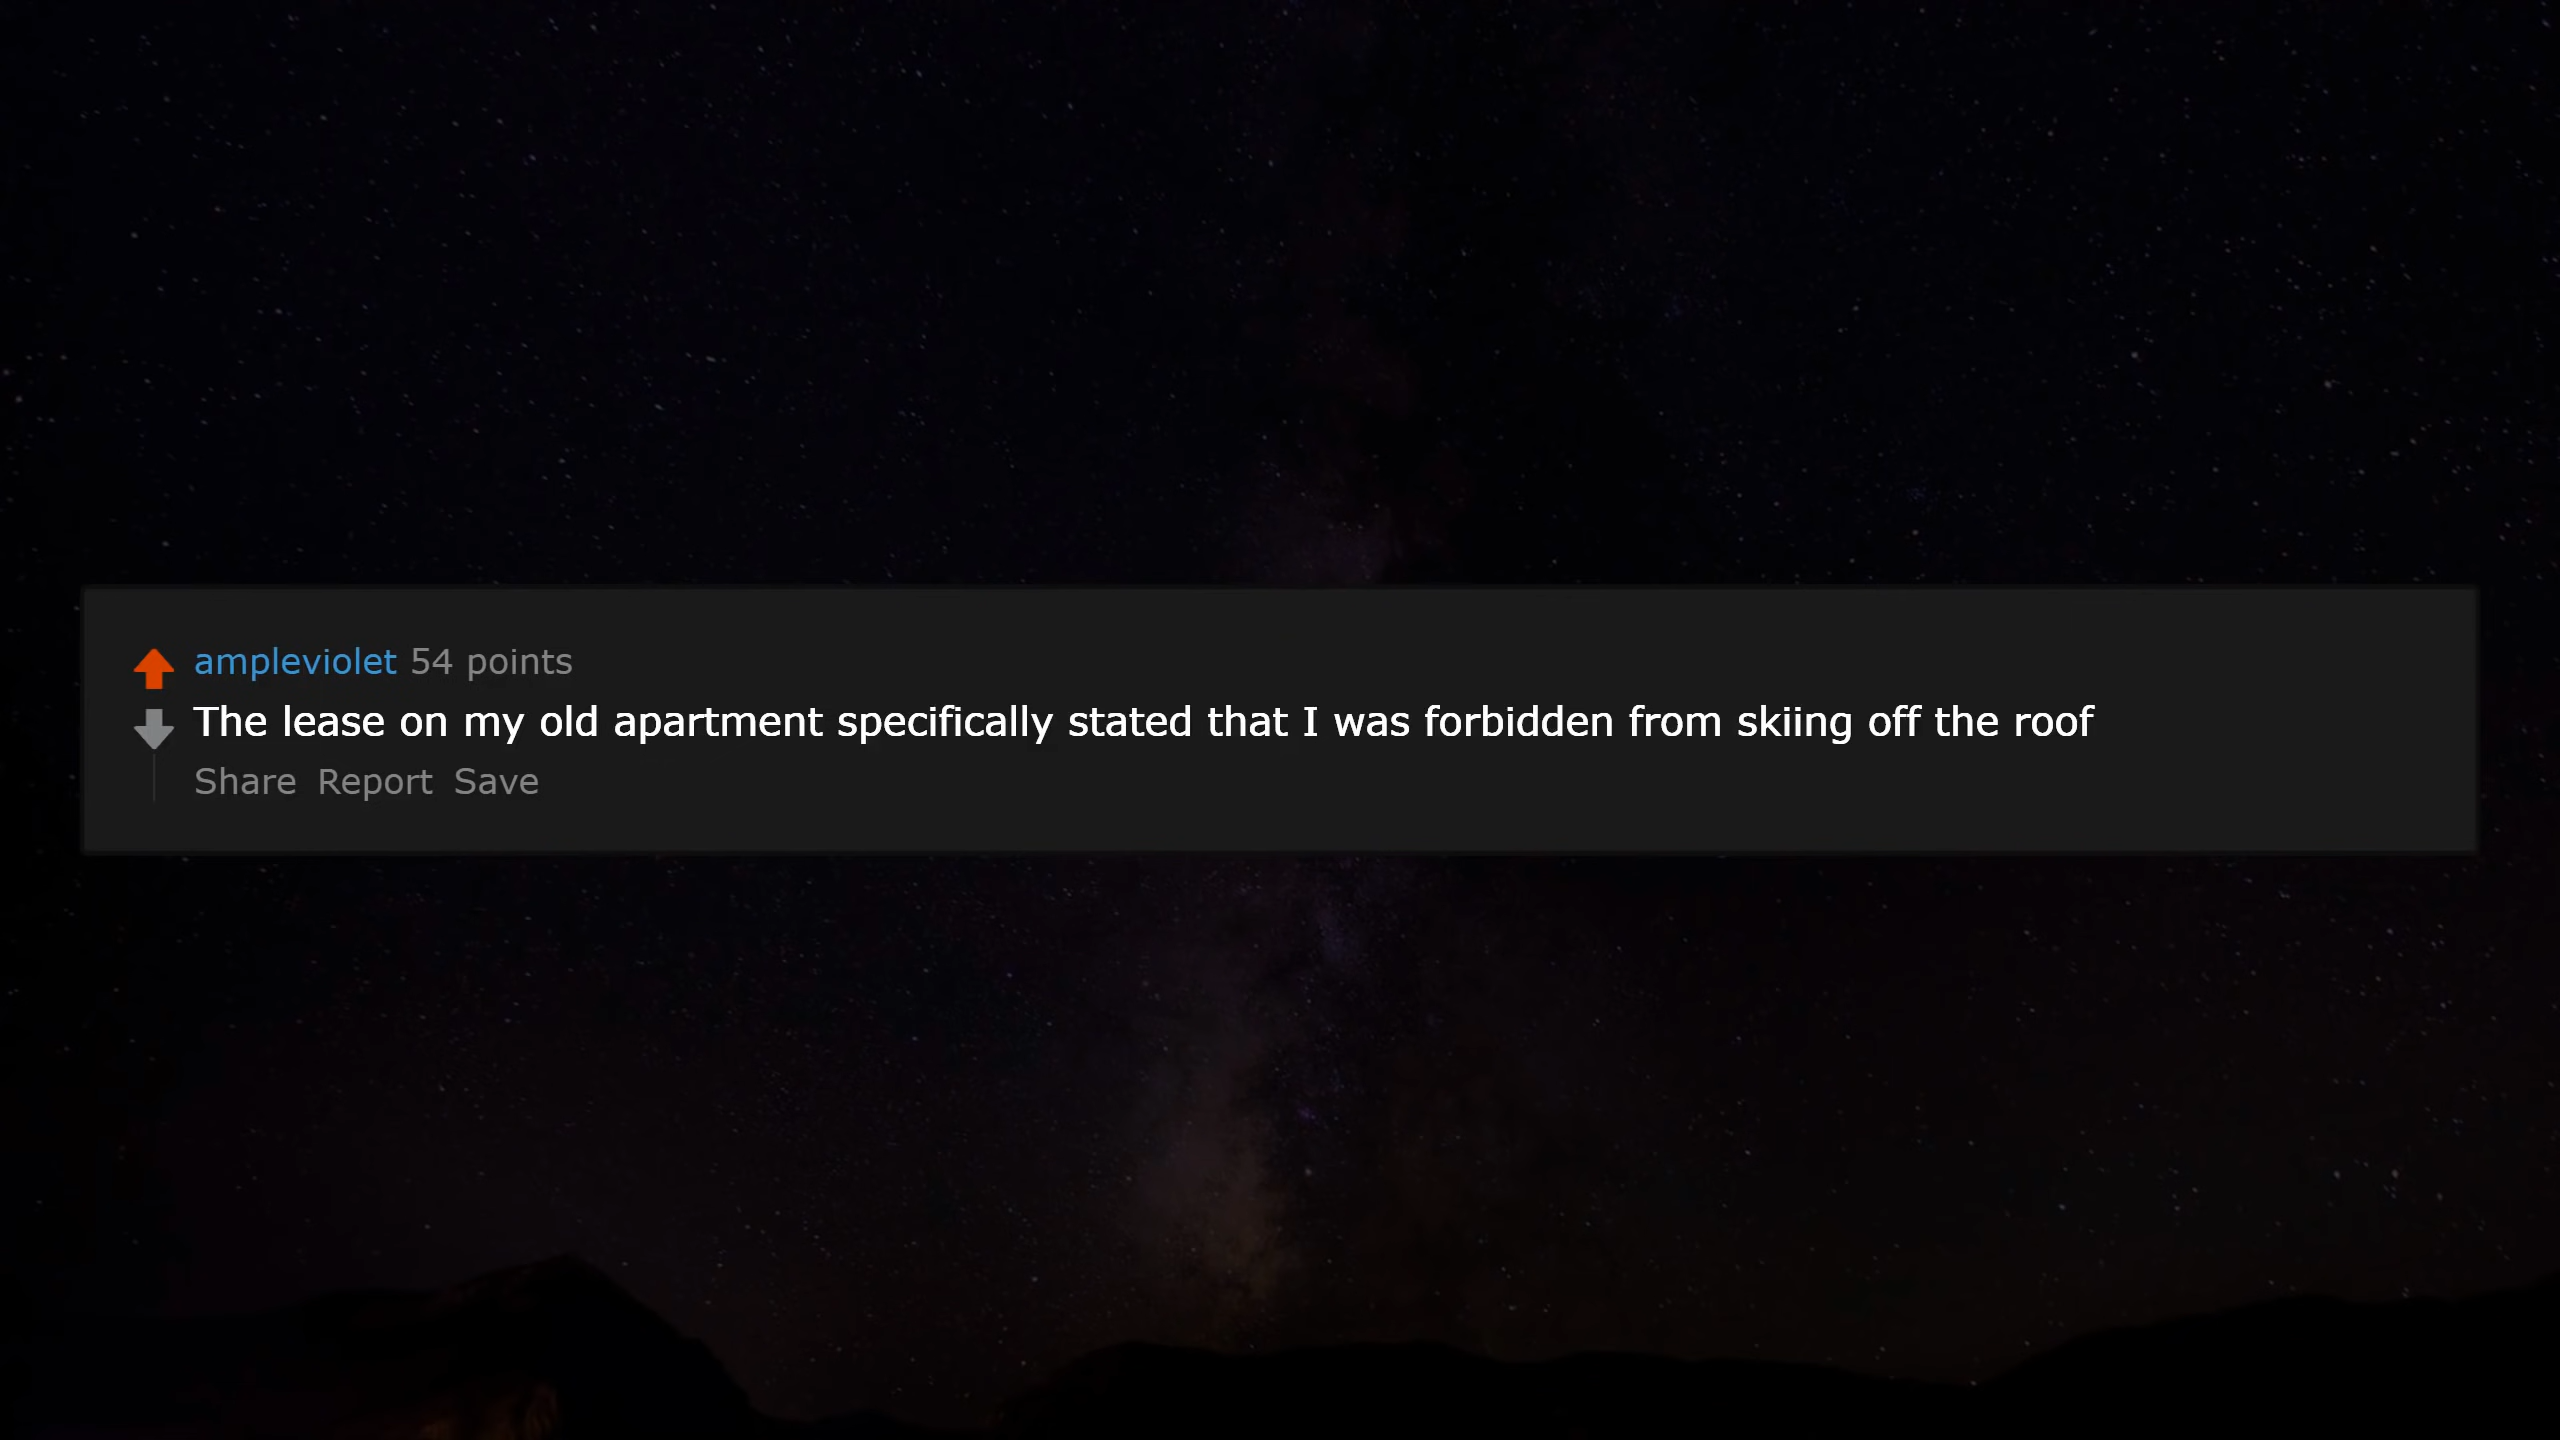 ampleviolet 54 points
The lease on my old apartment specifically stated that I was forbidden from skiing off the roof
Share Report Save